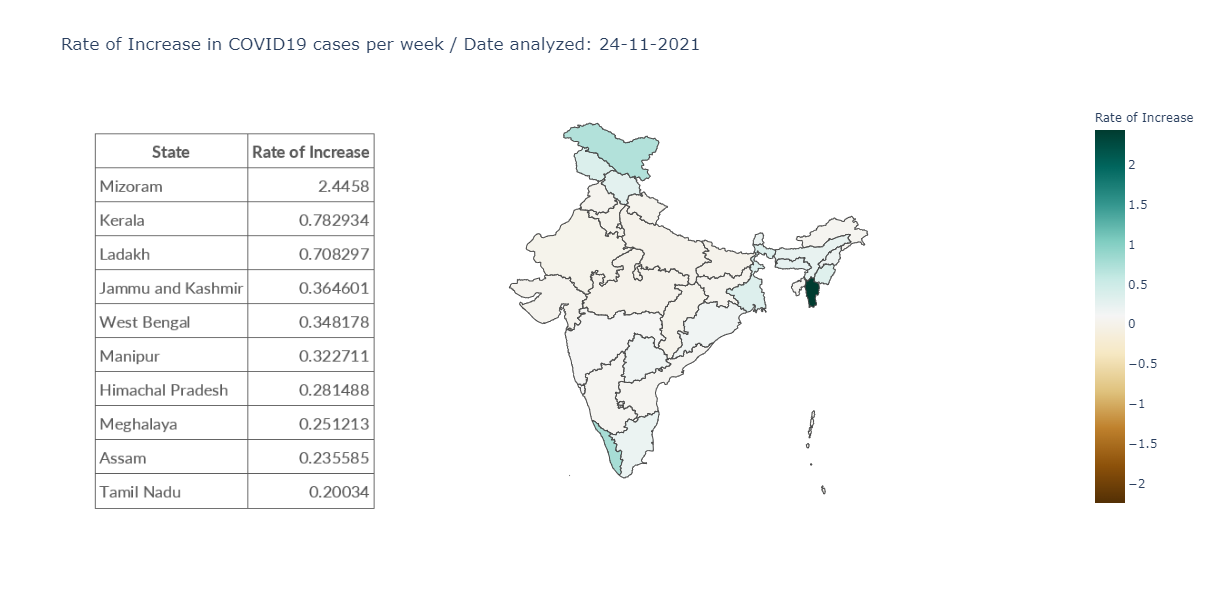 Rate of Increase in COVID19 cases per week / Date analyzed: 24-11-2021
State Rate of Increase
Mizoram 2.4458
Kerala 0.782934
Ladakh 0.708297
Jammu and Kashmir 0.364601
West Bengal 0.348178
Manipur 0.322711
Himachal Pradesh 0.281488
Meghalaya 0.251213
Assam 0.235585
Tamil Nadu 0.20034
Rate of Increase
2
1.5
1
0.5
0
−0.5
−1
−1.5
−2